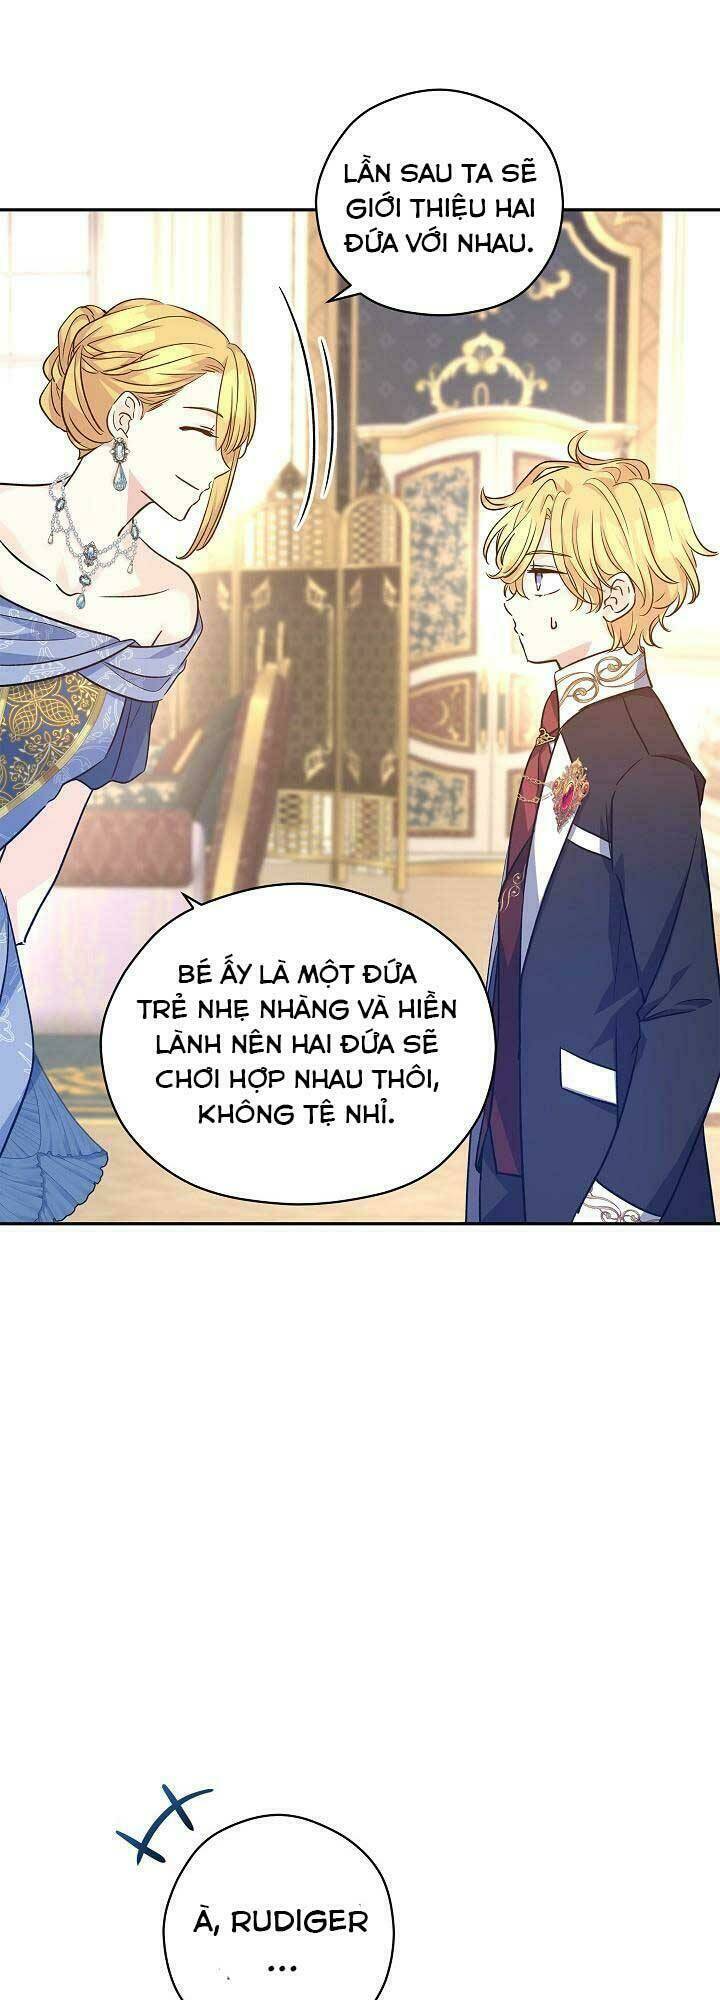 LẦN SAU TA SẼ
GIỚI THIỆU HAI
ĐỨA VỚI NHAU.
BÉ ẤY LÀ MỘT ĐỨA
TRẺ NHẸ NHÀNG VÀ HIỀN
LÀNH NÊN HAI ĐỨA SẼ
CHƠI HỢP NHAU THÔI,
KHÔNG TỆ NHỈ.
À, RUDIGER
...